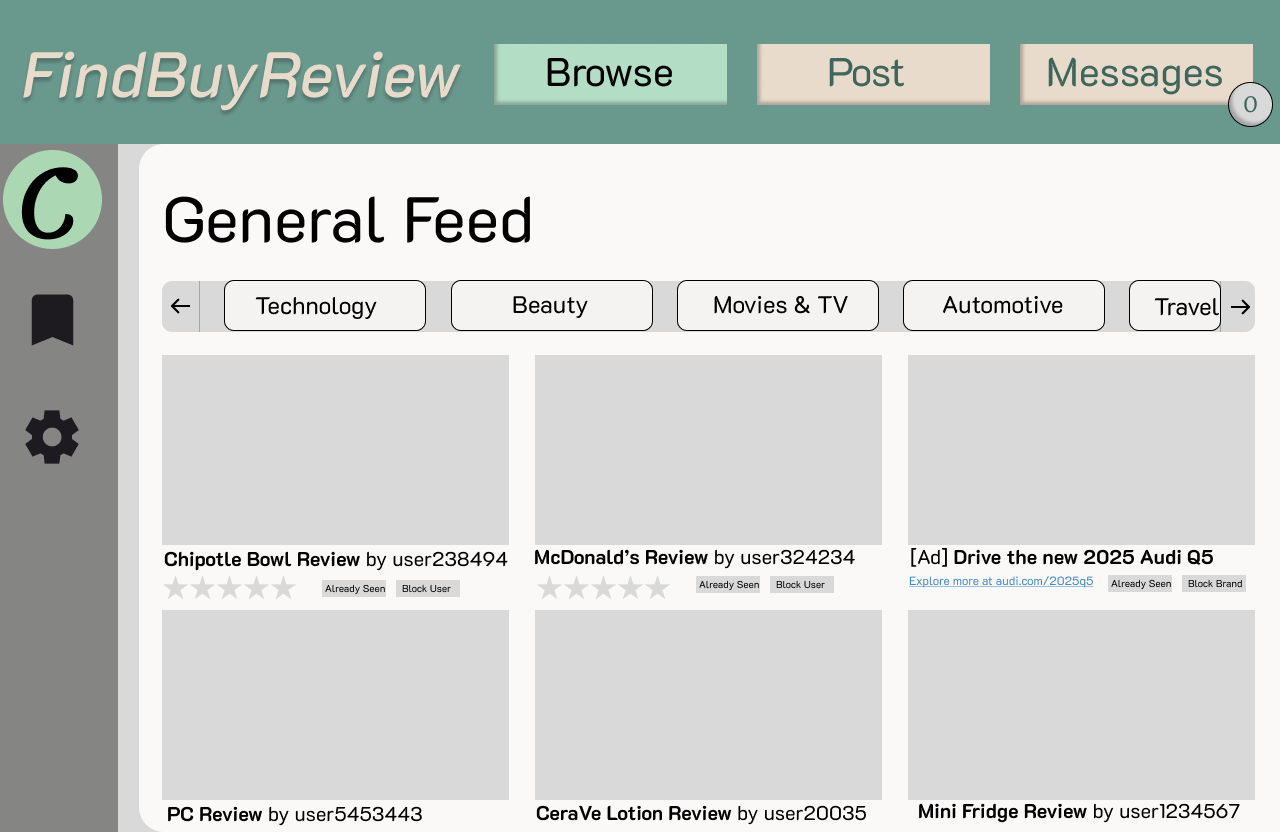 FindBuyReview
Browse
Post
Messages
0
C
General Feed
Technology
Beauty
Movies & TV
Automotive
Travel
Chipotle Bowl Review by user238494
Already Seen
Block User
McDonald's Review by user324234
Already Seen
Block User
[Ad] Drive the new 2025 Audi Q5
Explore more at audi.com/2025q5
Already Seen
Block Brand
PC Review by user5453443
CeraVe Lotion Review by user20035
Mini Fridge Review by user1234567